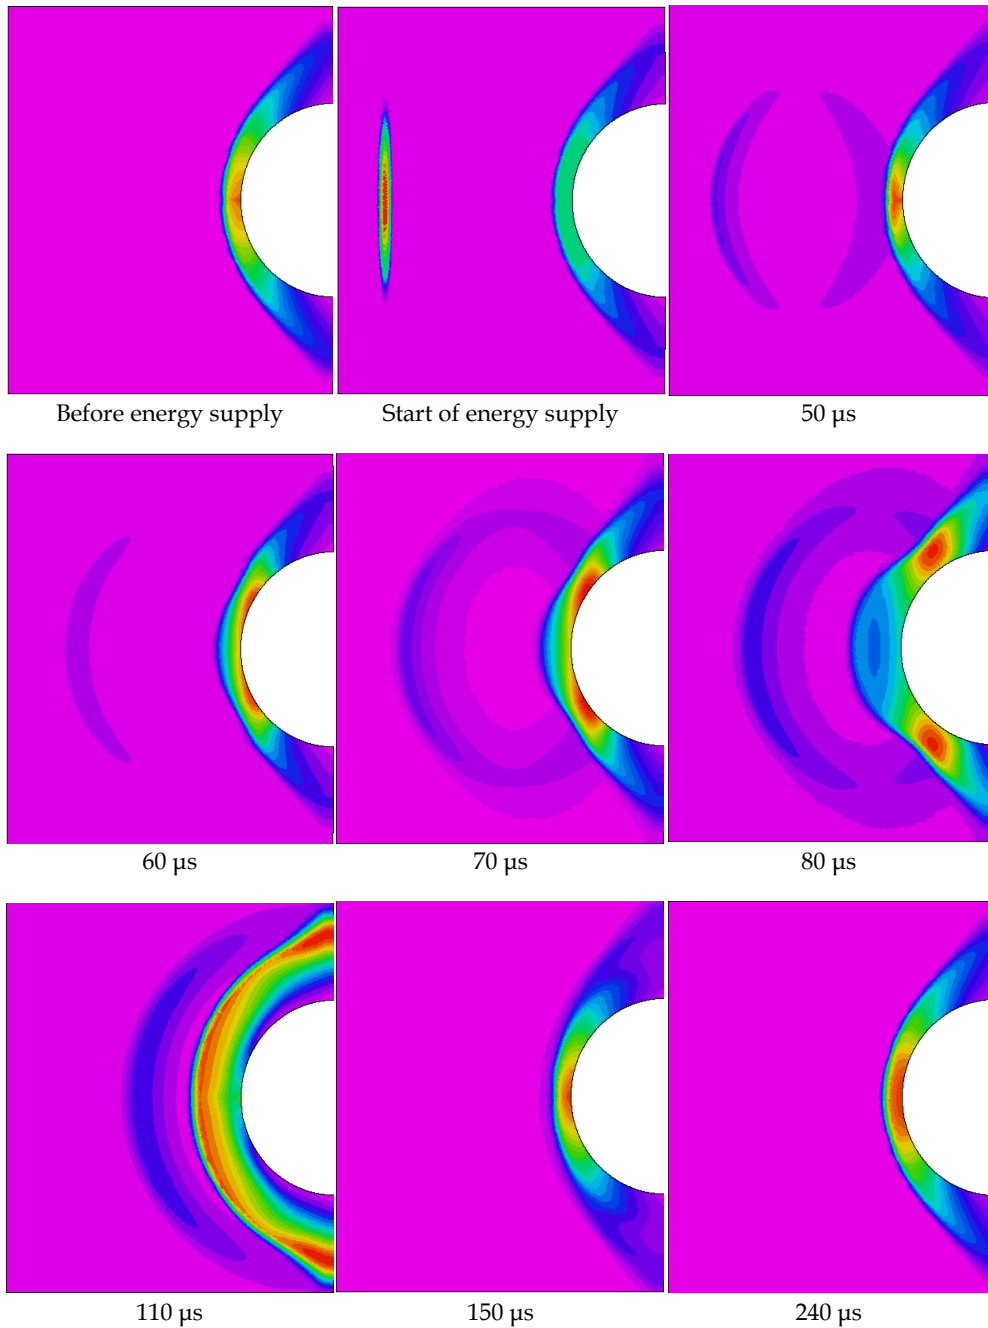 Before energy supply
Start of energy supply
50 µs
60 µs
70 µs
80 µs
110 µs
150 µs
240 µs